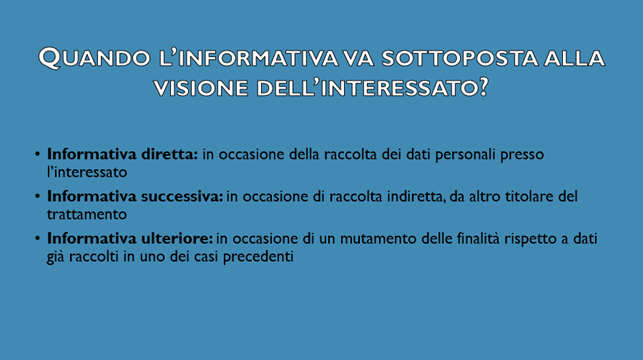 QUANDO L'INFORMATIVA VA SOTTOPOSTA ALLA
VISIONE DELL'INTERESSATO?
• Informativa diretta: in occasione della raccolta dei dati personali presso
l'interessato
• Informativa successiva: in occasione di raccolta indiretta, da altro titolare del
trattamento
• Informativa ulteriore: in occasione di un mutamento delle finalità rispetto a dati
già raccolti in uno dei casi precedenti